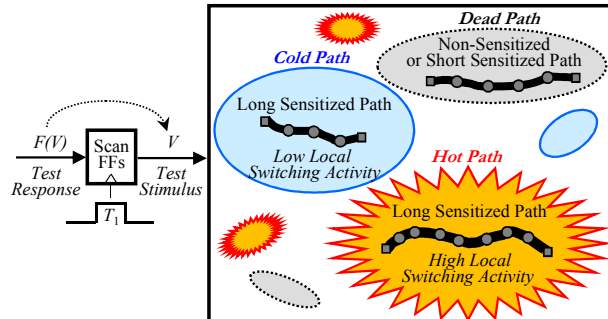 Dead Path
Non-Sensitized
or Short Sensitized Path
Cold Path
Long Sensitized Path
Low Local
Switching Activity
F(V)
Scan
FFs
V
Test
Response
Test
Stimulus
T1
Hot Path
Long Sensitized Path
High Local
Switching Activity